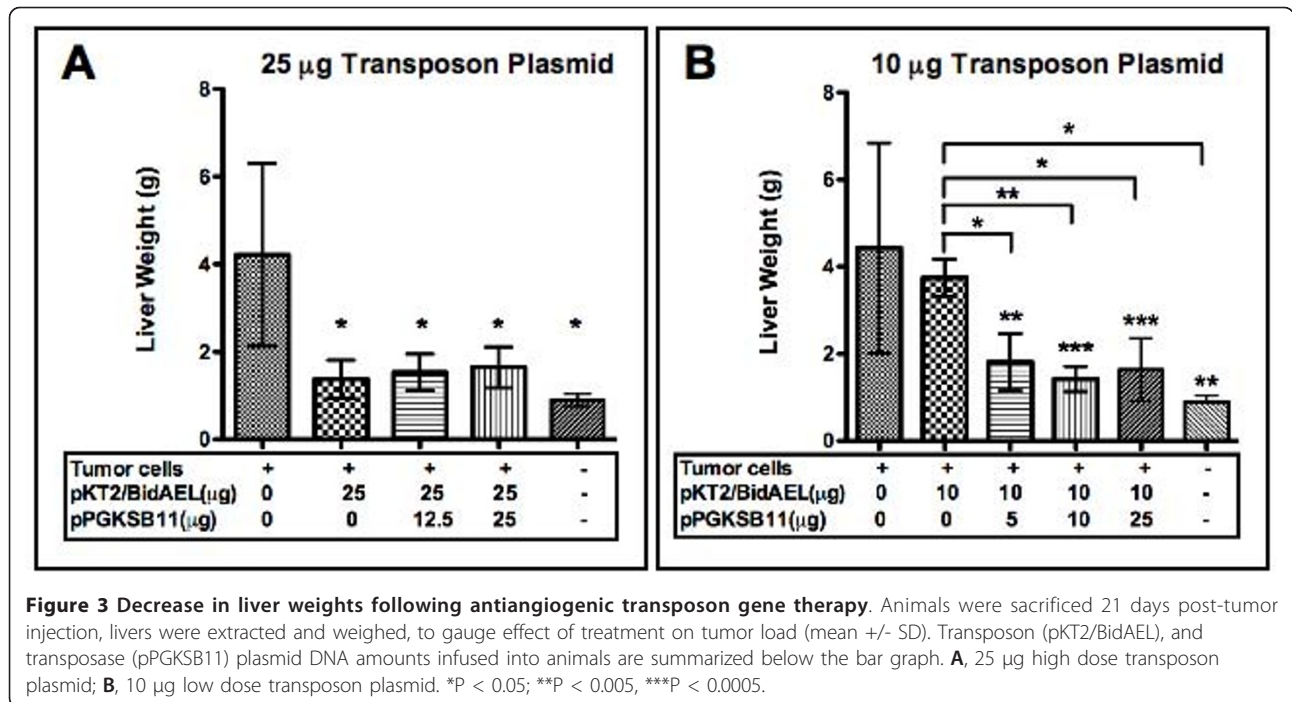 A
25 μg Transposon Plasmid
Liver Weight (g)
8
6
4
2
0
* * * *
Tumor cells + + + + -
pKT2/BidAEL(μg) 0 25 25 25 -
pPGKSB11(μg) 0 0 12.5 25 -
B
10 μg Transposon Plasmid
Liver Weight (g)
8
6
4
2
0
*
*
**
*
** *** *** **
Tumor cells + + + + + -
pKT2/BidAEL(μg) 0 10 10 10 10 -
pPGKSB11(μg) 0 0 5 10 25 -
Figure 3 Decrease in liver weights following antiangiogenic transposon gene therapy. Animals were sacrificed 21 days post-tumor
injection, livers were extracted and weighed, to gauge effect of treatment on tumor load (mean +/- SD). Transposon (pKT2/BidAEL), and
transposase (pPGKSB11) plasmid DNA amounts infused into animals are summarized below the bar graph. A, 25 μg high dose transposon
plasmid; B, 10 μg low dose transposon plasmid. *P < 0.05; **P < 0.005, ***P < 0.0005.